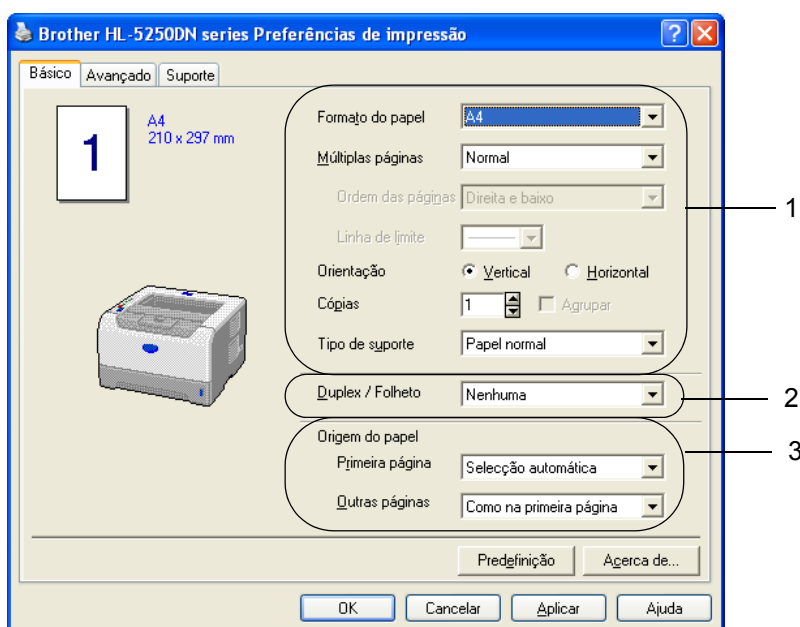 Brother HL-5250DN series Preferências de impressão
Básico Avançado Suporte
1
A4
210 x 297 mm
Formato do papel A4
Múltiplas páginas Normal
Ordem das páginas Direita e baixo
Linha de limite
Orientação Vertical Horizontal
Cópias 1 Agrupar
Tipo de suporte Papel normal
1
Duplex / Folheto Nenhuma
2
Origem do papel
Primeira página Selecção automática
Outras páginas Como na primeira página
3
Predefinição Acerca de...
OK Cancelar Aplicar Ajuda